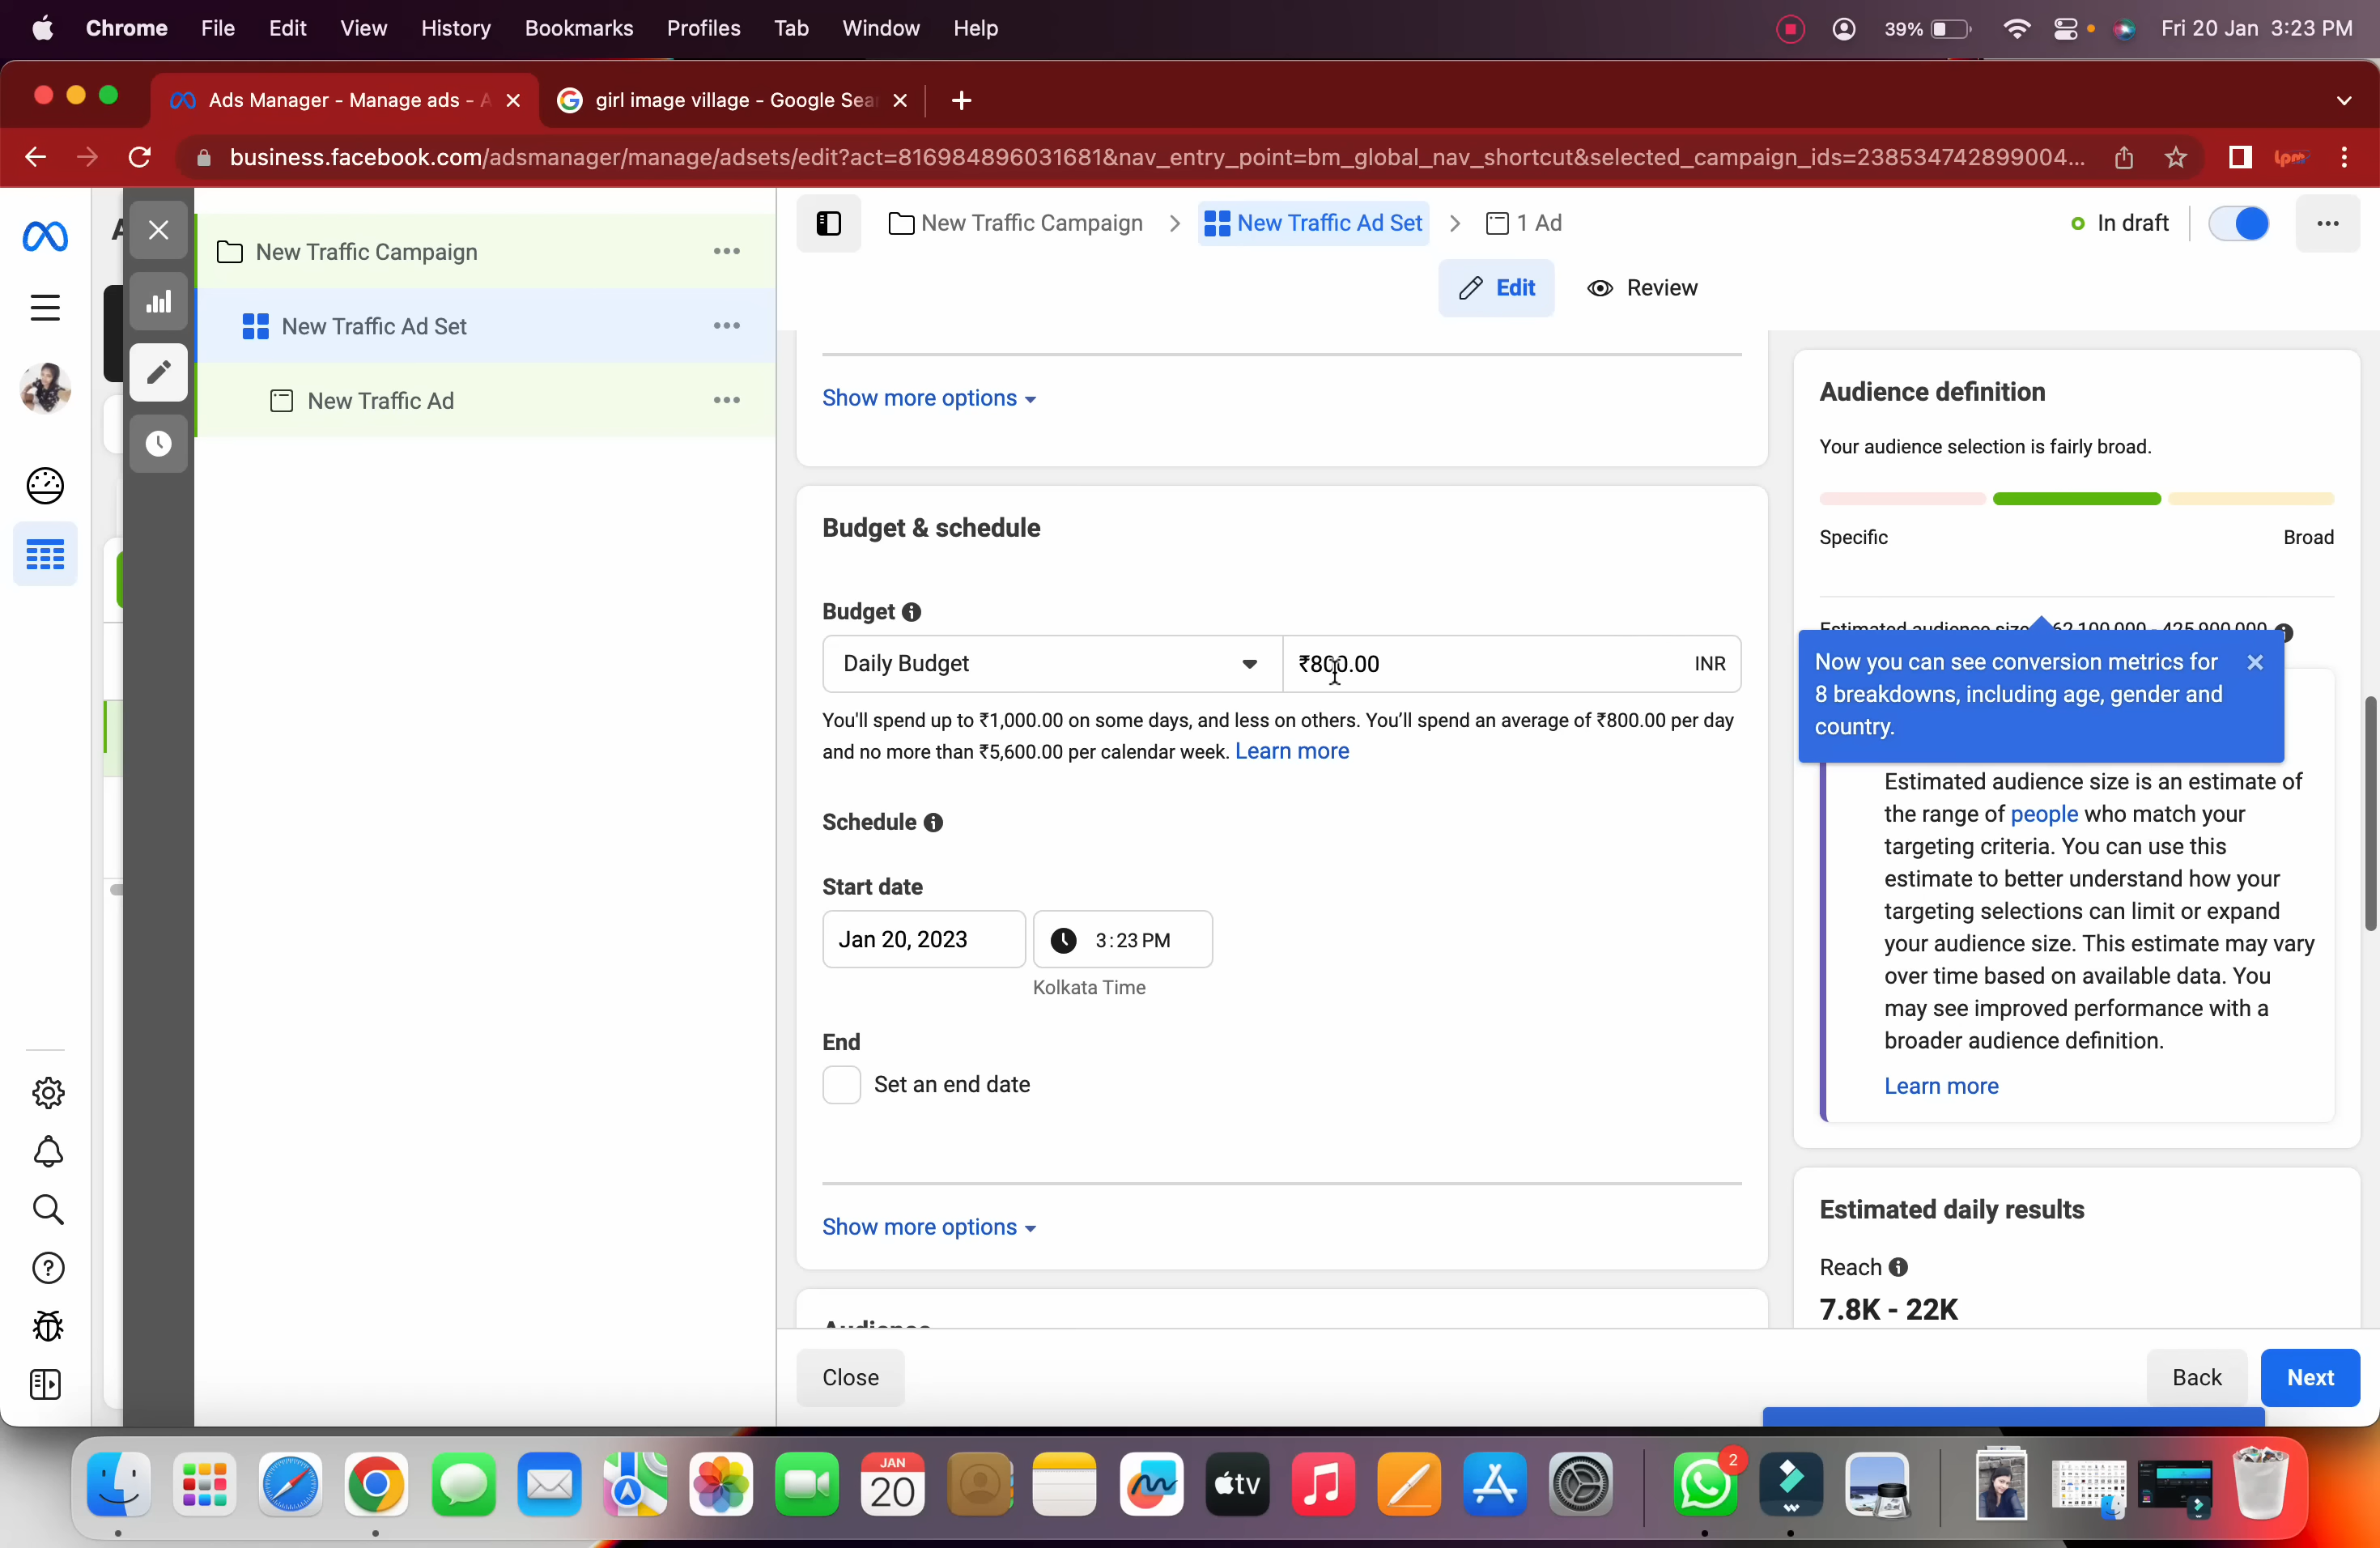 Chrome File Edit View History Bookmarks Profiles Tab Window Help 39% Fri 20 Jan 3:23 PM
Ads Manager - Manage ads - A girl image village - Google Sea
business.facebook.com/adsmanager/manage/adsets/edit?act=816984896031681&nav_entry_point=bm_global_nav_shortcut&selected_campaign_ids=238534742899004... lpm
New Traffic Campaign
New Traffic Ad Set
New Traffic Ad
New Traffic Campaign > New Traffic Ad Set > 1 Ad
In draft
Edit Review
Show more options
Budget & schedule
Budget
Daily Budget ₹800.00 INR
You'll spend up to ₹1,000.00 on some days, and less on others. You'll spend an average of ₹800.00 per day
and no more than ₹5,600.00 per calendar week. Learn more
Schedule
Start date
Jan 20, 2023 3:23 PM
Kolkata Time
End
Set an end date
Show more options
Audience
Close
Audience definition
Your audience selection is fairly broad.
Specific Broad
Estimated audience size 425,900,000
Now you can see conversion metrics for
8 breakdowns, including age, gender and
country.
Estimated audience size is an estimate of
the range of people who match your
targeting criteria. You can use this
estimate to better understand how your
targeting selections can limit or expand
your audience size. This estimate may vary
over time based on available data. You
may see improved performance with a
broader audience definition.
Learn more
Estimated daily results
Reach
7.8K - 22K
Back Next
JAN
20
tv
2